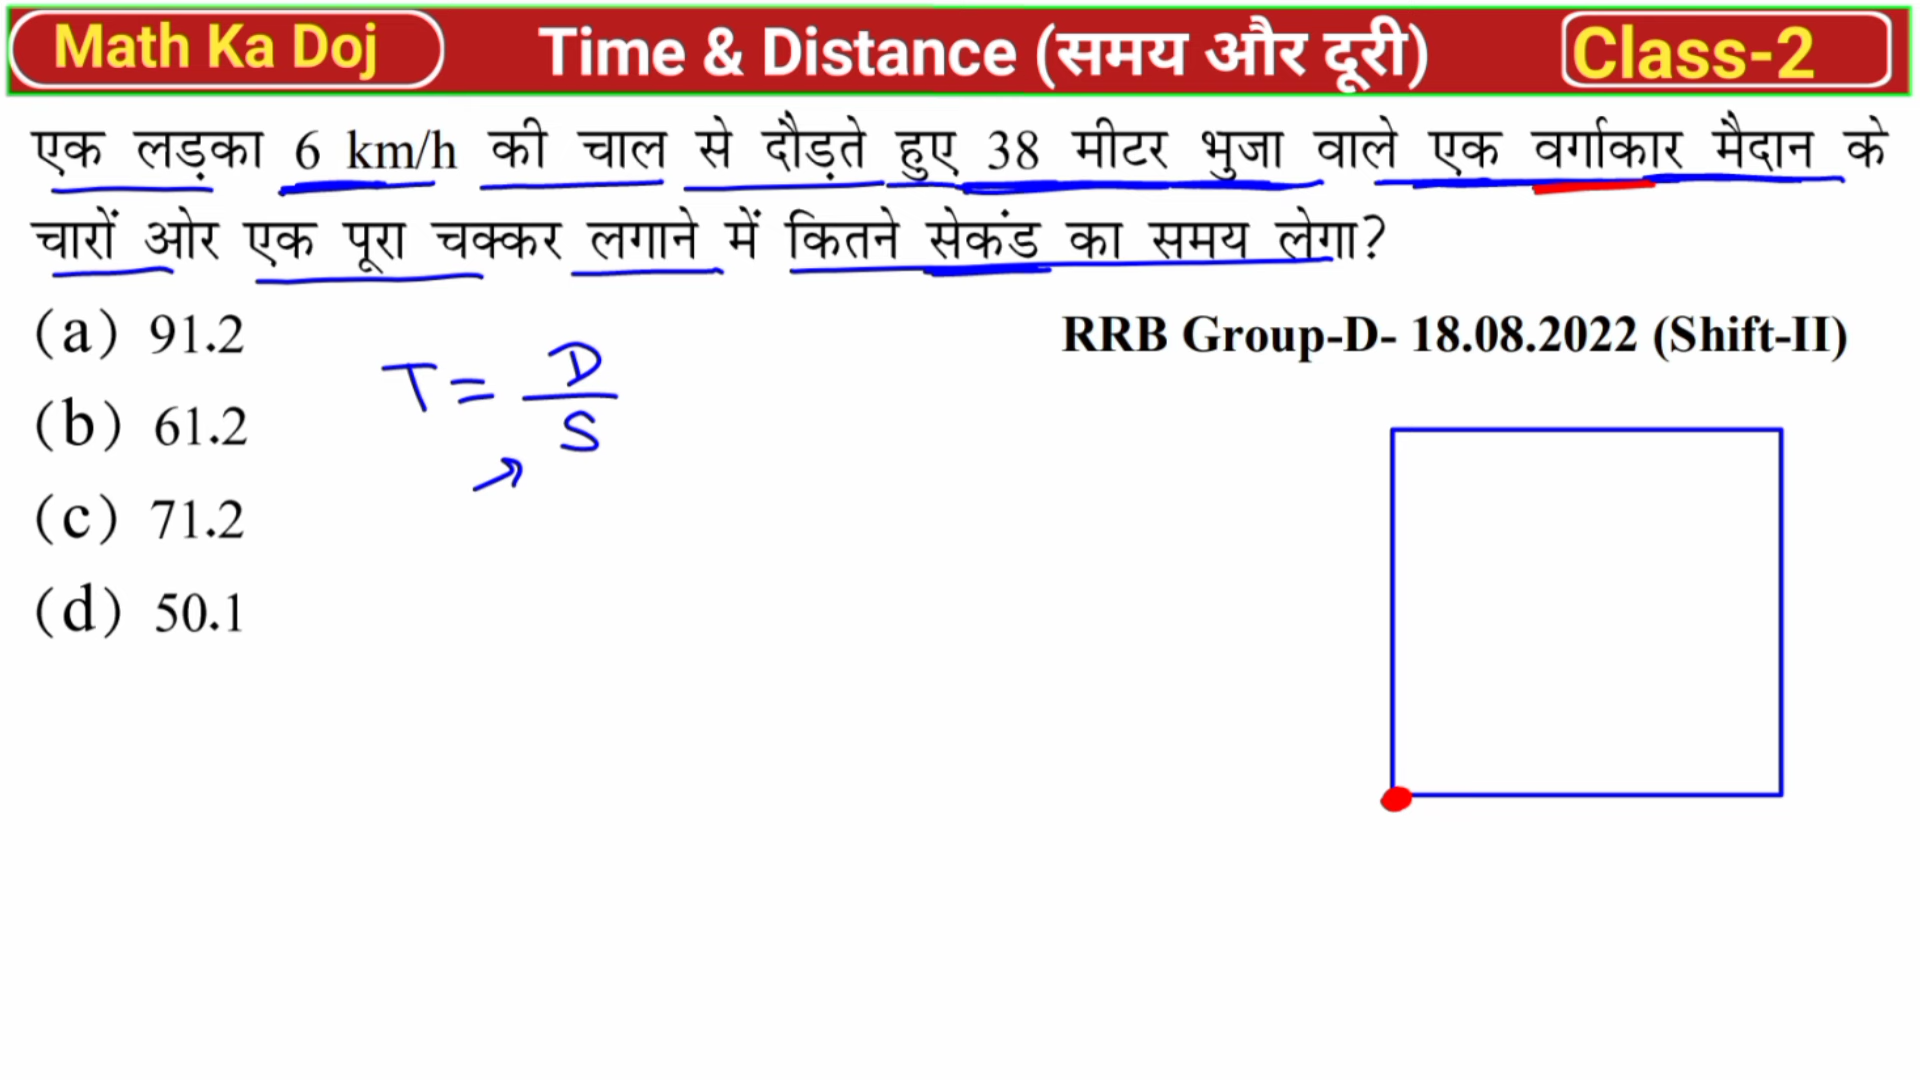 Math Ka Doj
Time & Distance (समय और दूरी)
Class-2
एक लड़का 6 km/h की चाल से दौड़ते हुए 38 मीटर भुजा वाले एक वर्गाकार मैदान के
चारों ओर एक पूरा चक्कर लगाने में कितने सेकंड का समय लेगा?
(a) 91.2
RRB Group-D- 18.08.2022 (Shift-II)
(b) 61.2
(c) 71.2
(d) 50.1
T = D
S